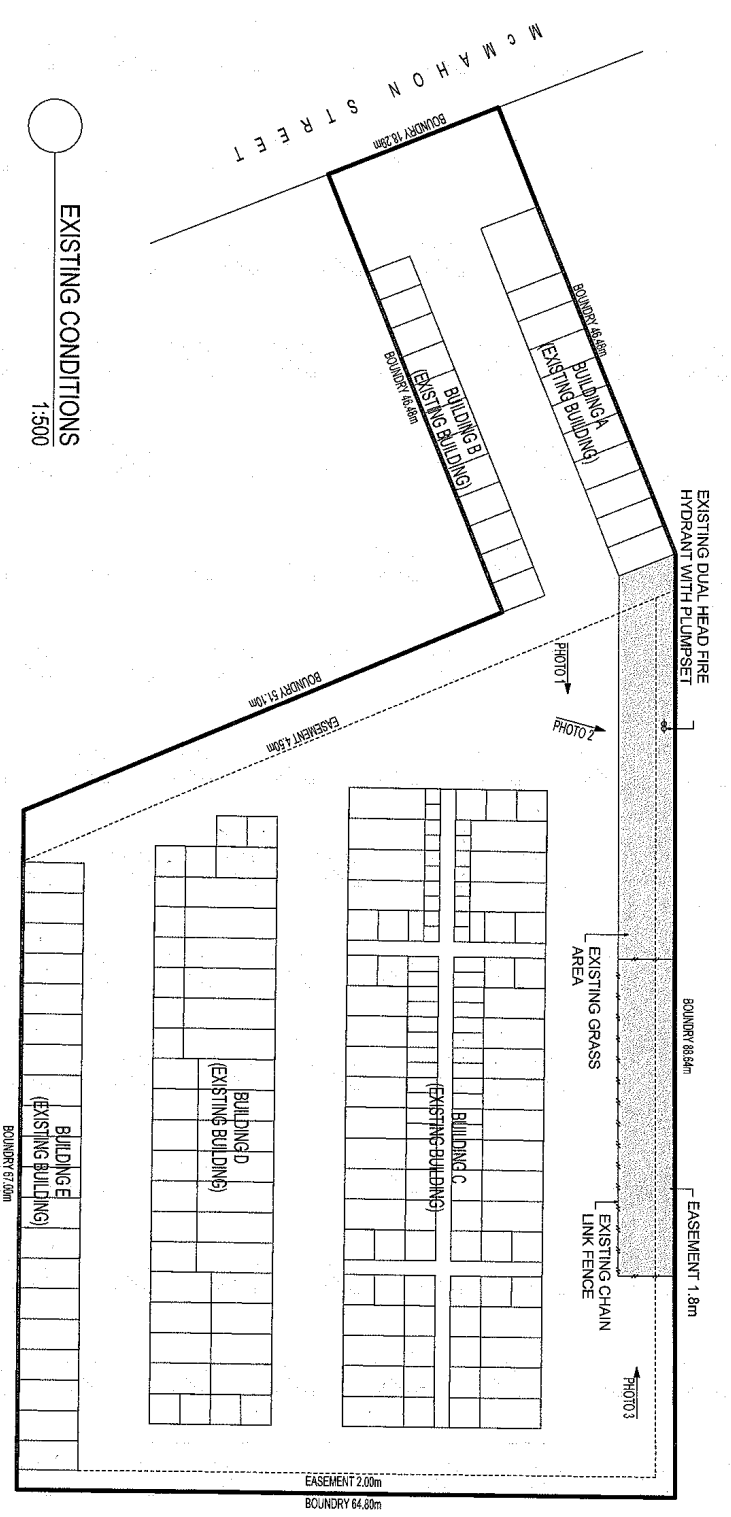 McMAHON STREET
BOUNDRY 18.29m
EXISTING CONDITIONS
1:500
BOUNDRY 46.48m
BUILDING A
(EXISTING BUILDING)
BUILDING B
(EXISTING BUILDING)
BOUNDRY 46.48m
EXISTING DUAL HEAD FIRE
HYDRANT WITH PLUMPSET
PHOTO 1
PHOTO 2
BOUNDRY 51.10m
EASEMENT 4.50m
EXISTING GRASS
AREA
BOUNDRY 88.64m
EASEMENT 1.8m
EXISTING CHAIN
LINK FENCE
PHOTO 3
BUILDING C
(EXISTING BUILDING)
BUILDING D
(EXISTING BUILDING)
BUILDING E
(EXISTING BUILDING)
BOUNDRY 67.00m
EASEMENT 2.00m
BOUNDRY 64.80m